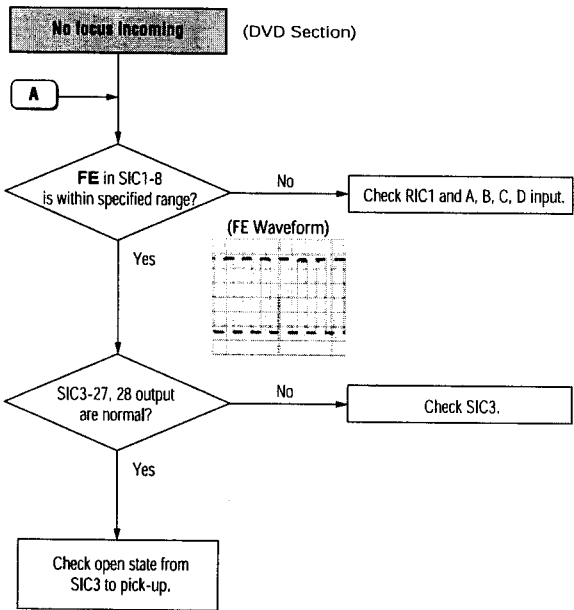 No focus incoming
(DVD Section)
A
FE in SIC1-8
is within specified range?
No
Check RIC1 and A, B, C, D input.
(FE Waveform)
Yes
SIC3-27, 28 output
are normal?
No
Check SIC3.
Yes
Check open state from
SIC3 to pick-up.